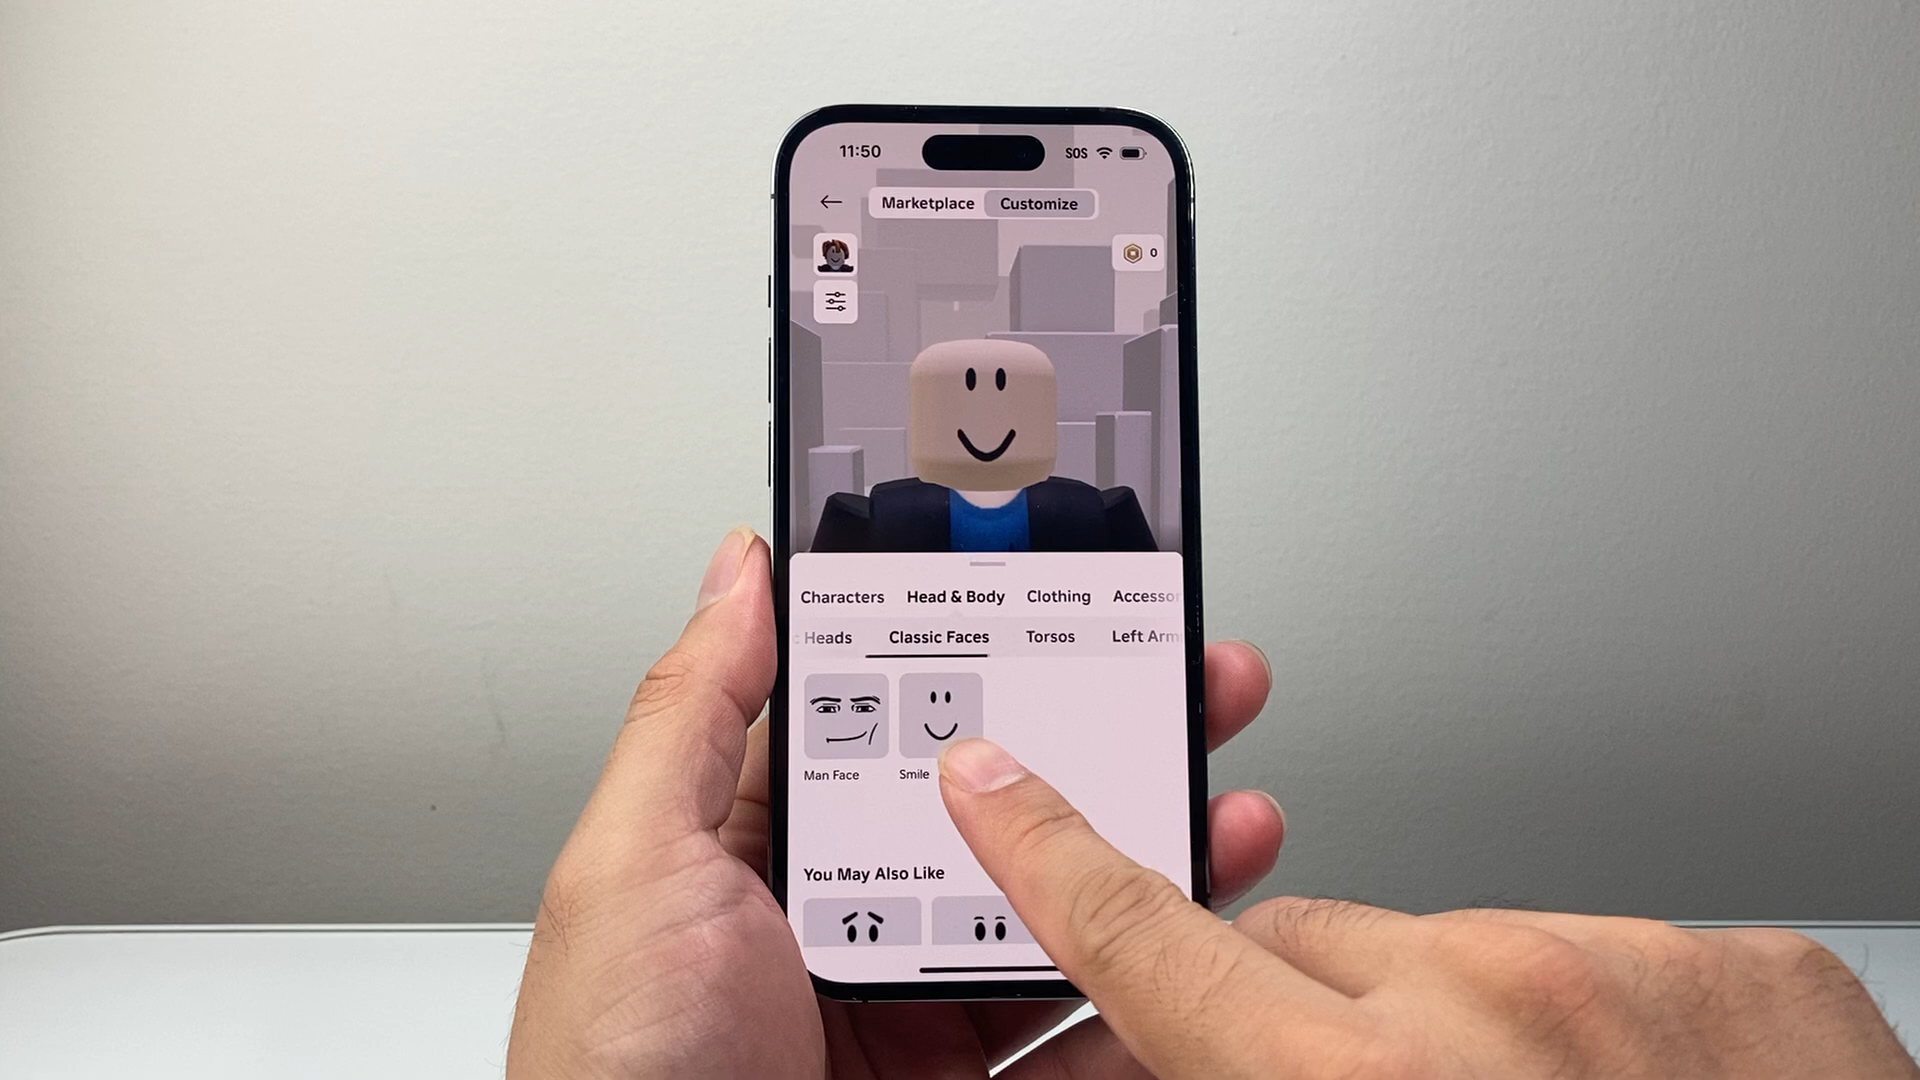 11:50 SOS
Marketplace Customize
0
Characters Head & Body Clothing Accessor
c Heads Classic Faces Torsos Left Arm
Man Face Smile
You May Also Like